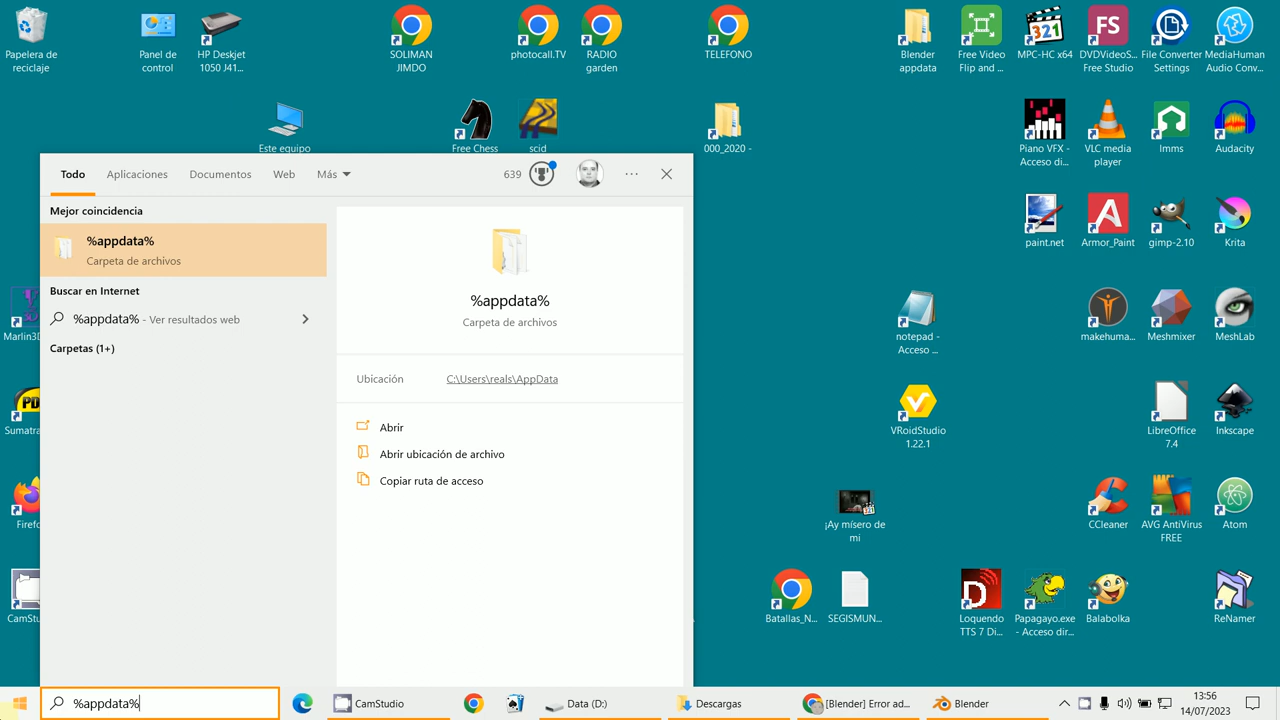 Papelera de
reciclaje
Panel de
control
HP Deskjet
1050 J41...
SOLIMAN
JIMDO
photocall.TV
RADIO
garden
TELEFONO
Blender
appdata
Free Video
Flip and ...
MPC-HC x64
DVDVideoS...
Free Studio
File Converter
Settings
MediaHuman
Audio Conv...
Este equipo
Free Chess
scid
000_2020 -
Piano VFX -
Acceso di...
VLC media
player
lmms
Audacity
Todo
Aplicaciones
Documentos
Web
Más
639
Mejor coincidencia
%appdata%
Carpeta de archivos
Buscar en Internet
%appdata% - Ver resultados web
Carpetas (1+)
%appdata%
Carpeta de archivos
Ubicación
C:\Users\reals\AppData
Abrir
Abrir ubicación de archivo
Copiar ruta de acceso
paint.net
Armor_Paint
gimp-2.10
Krita
Marlin3D
notepad -
Acceso ...
makehuma...
Meshmixer
MeshLab
Sumatra
VRoidStudio
1.22.1
LibreOffice
7.4
Inkscape
Firefo
¡Ay mísero de
mi
CCleaner
AVG AntiVirus
FREE
Atom
CamStu
Batallas_N...
SEGISMUN...
Loquendo
TTS 7 Di...
Papagayo.exe
- Acceso dir...
Balabolka
ReNamer
%appdata%
CamStudio
Data (D:)
Descargas
[Blender] Error ad...
Blender
13:56
14/07/2023